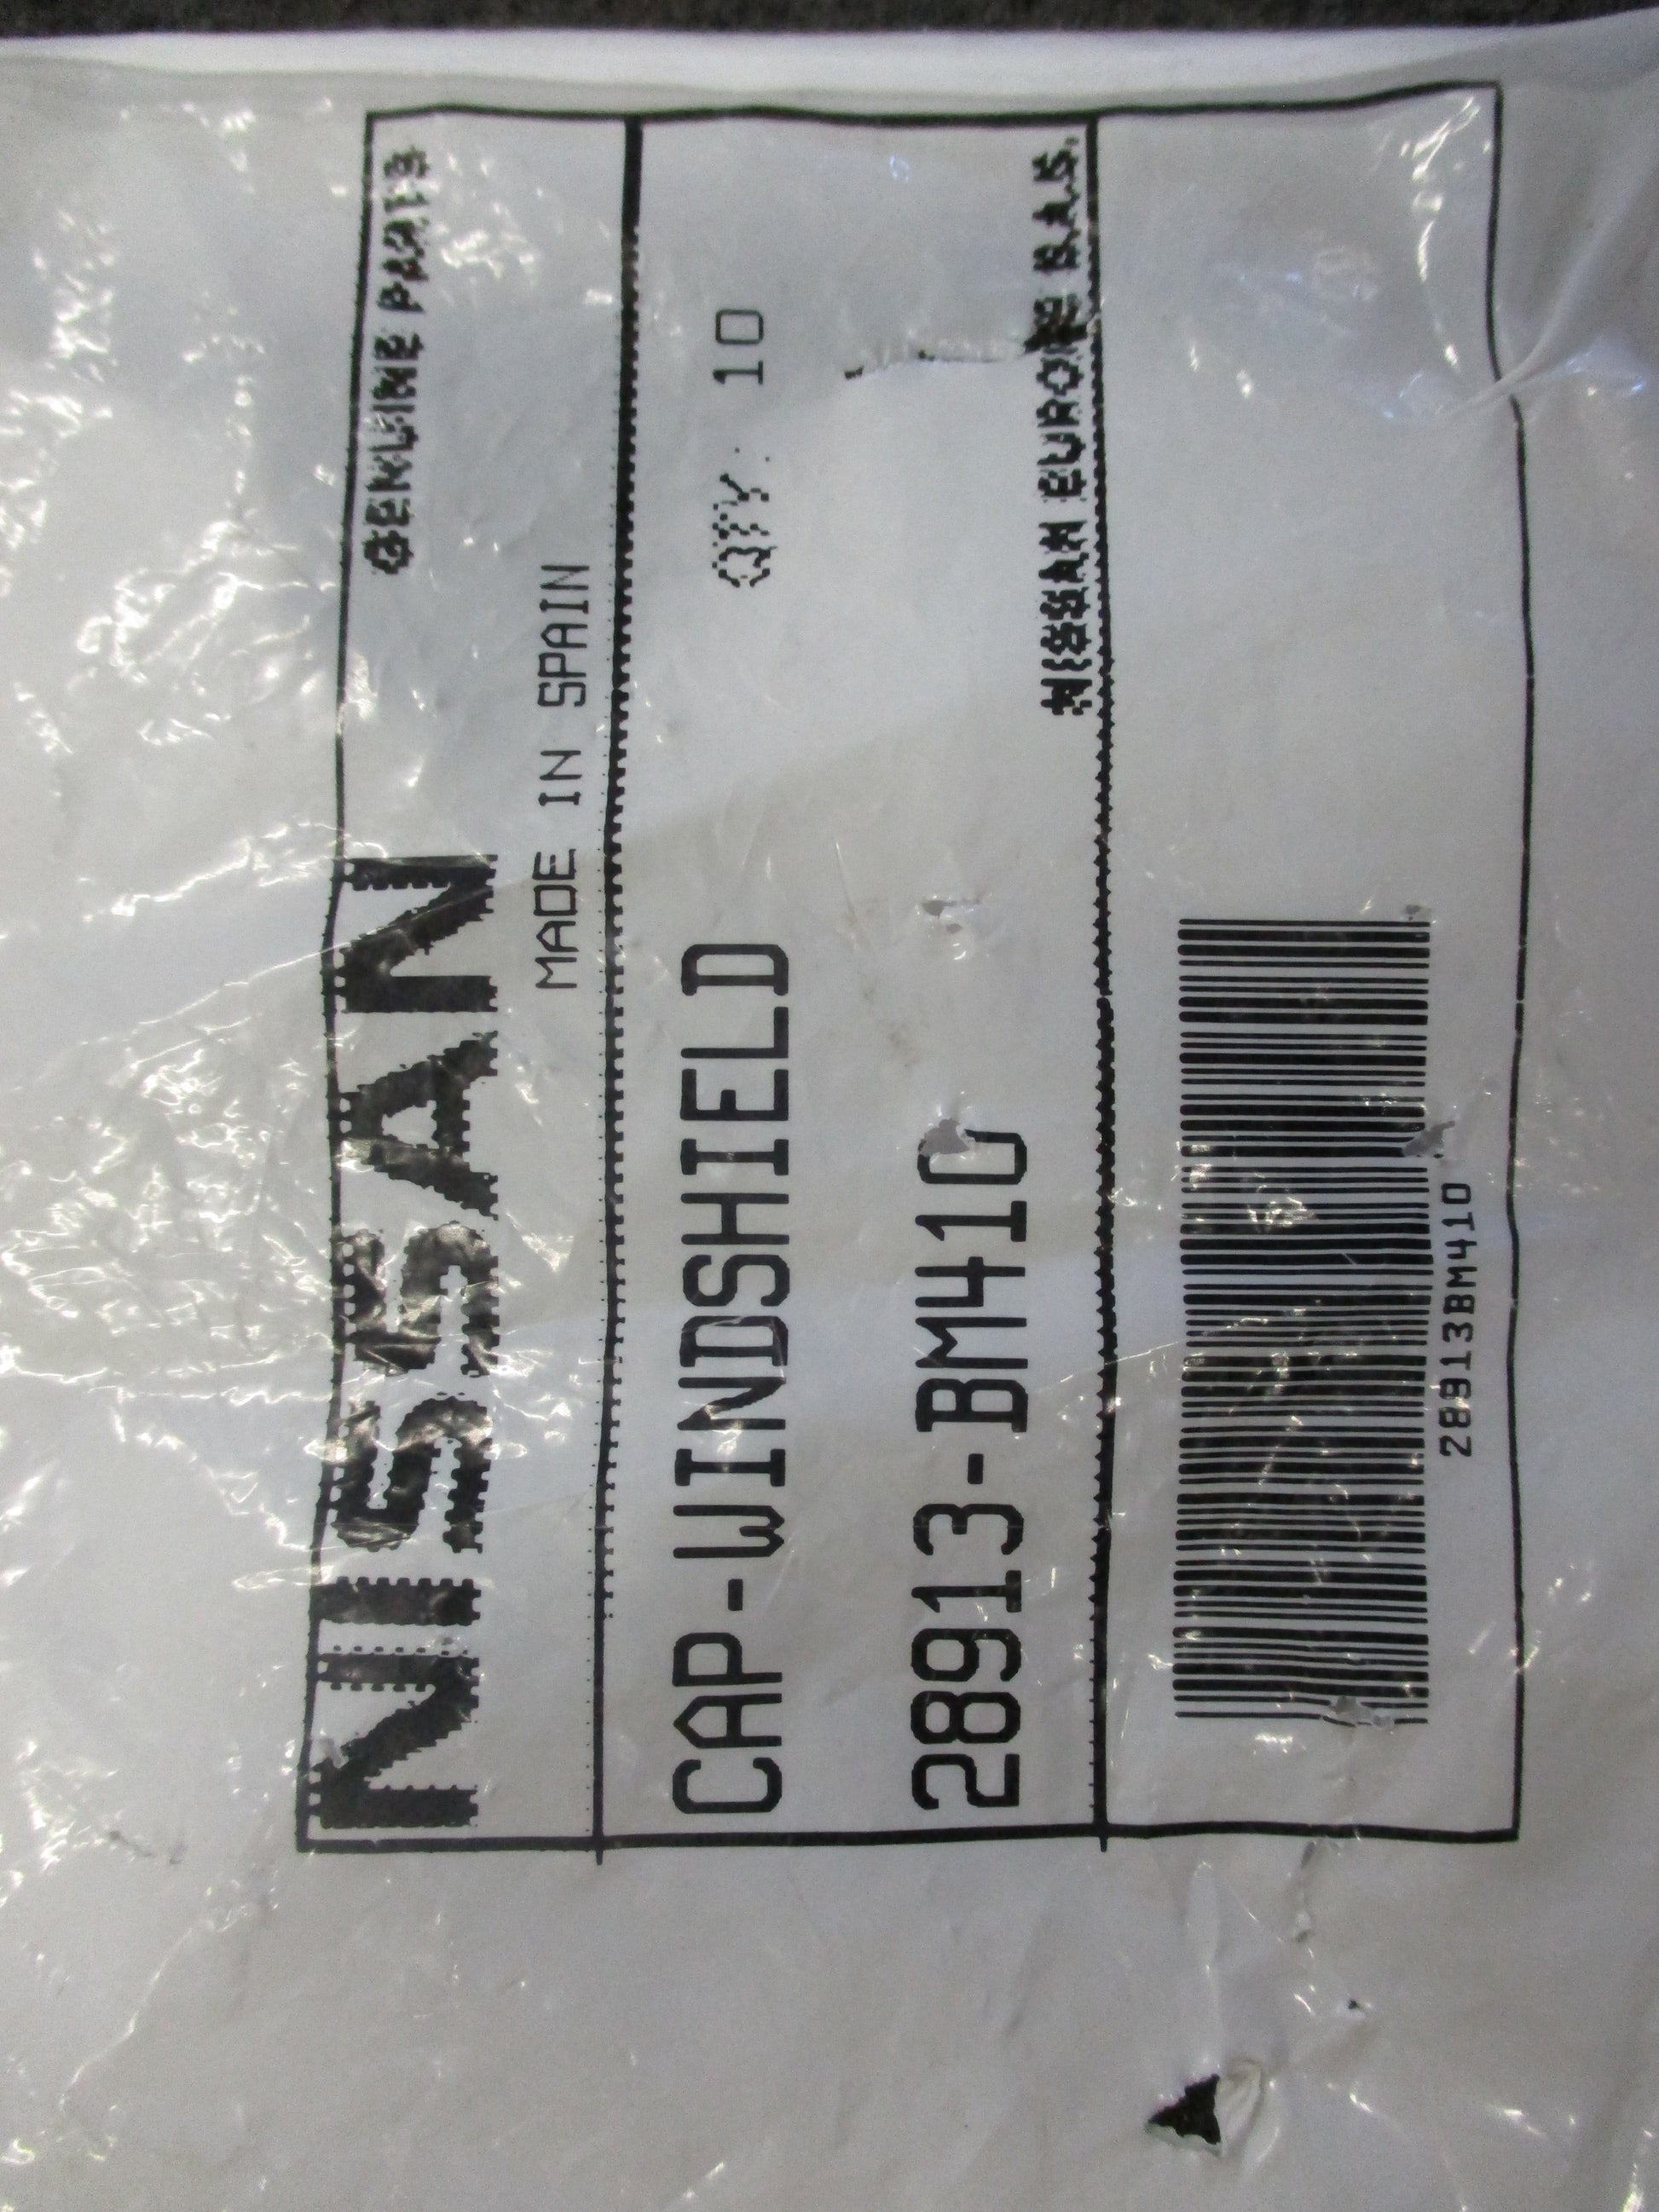 NISSAN
GENUINE PARTS
MADE IN SPAIN
CAP-WINDSHIELD
QTY: 10
28913-BM410
NISSAN EUROPE S.A.S.
28913BM410